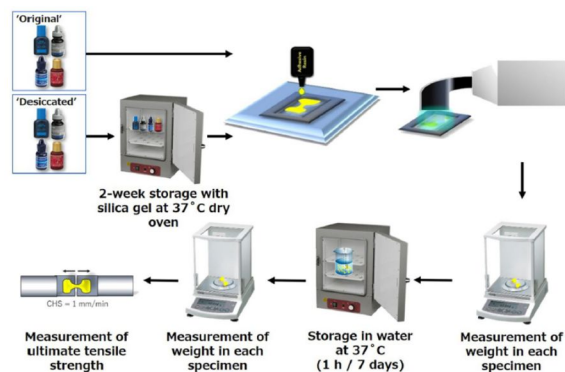 'Original'
'Desiccated'
Adhesive
Resin
2-week storage with
silica gel at 37˚C dry
oven
CHS = 1 mm/min
Measurement of
ultimate tensile
strength
Measurement of
weight in each
specimen
Storage in water
at 37˚C
(1 h / 7 days)
Measurement of
weight in each
specimen